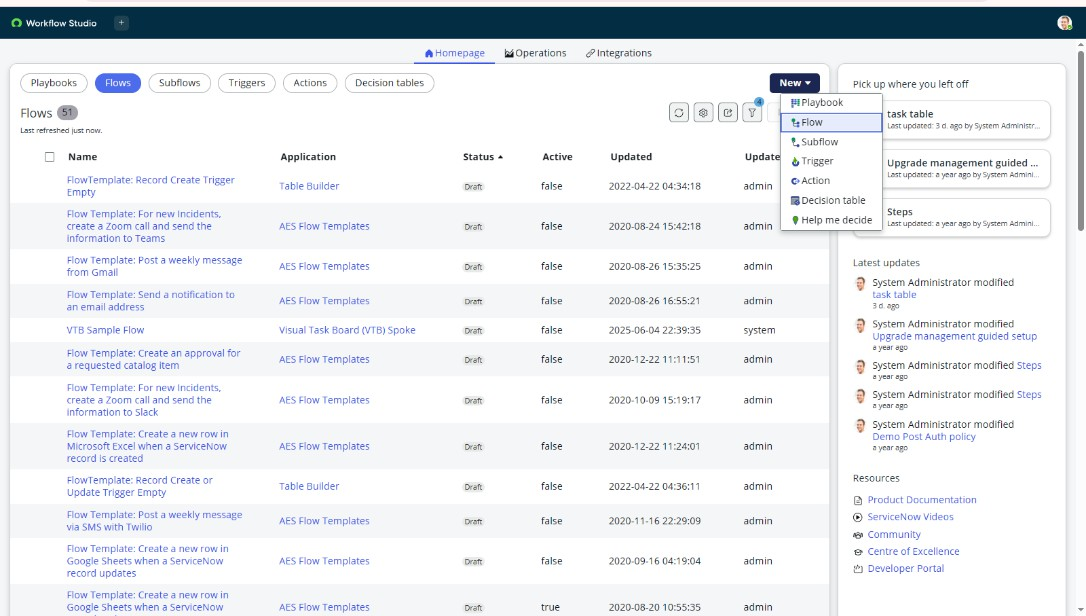 Workflow Studio
+
Homepage
Operations
Integrations
Playbooks
Flows
Subflows
Triggers
Actions
Decision tables
New
Flows 51
Last refreshed just now.
4
Playbook
Flow
Subflow
Trigger
Action
Decision table
Help me decide
Name
Application
Status
Active
Updated
Update
FlowTemplate: Record Create Trigger
Empty
Table Builder
Draft
false
2022-04-22 04:34:18
admin
Flow Template: For new Incidents,
create a Zoom call and send the
information to Teams
AES Flow Templates
Draft
false
2020-08-24 15:42:18
admin
Flow Template: Post a weekly message
from Gmail
AES Flow Templates
Draft
false
2020-08-26 15:35:25
admin
Flow Template: Send a notification to
an email address
AES Flow Templates
Draft
false
2020-08-26 16:55:21
admin
VTB Sample Flow
Visual Task Board (VTB) Spoke
Draft
false
2025-06-04 22:39:35
system
Flow Template: Create an approval for
a requested catalog item
AES Flow Templates
Draft
false
2020-12-22 11:11:51
admin
Flow Template: For new Incidents,
create a Zoom call and send the
information to Slack
AES Flow Templates
Draft
false
2020-10-09 15:19:17
admin
Flow Template: Create a new row in
Microsoft Excel when a ServiceNow
record is created
AES Flow Templates
Draft
false
2020-12-22 11:24:01
admin
FlowTemplate: Record Create or
Update Trigger Empty
Table Builder
Draft
false
2022-04-22 04:36:11
admin
Flow Template: Post a weekly message
via SMS with Twilio
AES Flow Templates
Draft
false
2020-11-16 22:29:09
admin
Flow Template: Create a new row in
Google Sheets when a ServiceNow
record updates
AES Flow Templates
Draft
false
2020-09-16 04:19:04
admin
Flow Template: Create a new row in
Google Sheets when a ServiceNow
AES Flow Templates
Draft
true
2020-08-20 10:55:35
admin
Pick up where you left off
task table
Last updated: 3 d. ago by System Administr...
Upgrade management guided ...
Last updated: a year ago by System Admini...
Steps
Last updated: a year ago by System Admini...
Latest updates
System Administrator modified
task table
3 d. ago
System Administrator modified
Upgrade management guided setup
a year ago
System Administrator modified Steps
a year ago
System Administrator modified Steps
a year ago
System Administrator modified
Demo Post Auth policy
a year ago
Resources
Product Documentation
ServiceNow Videos
Community
Centre of Excellence
Developer Portal